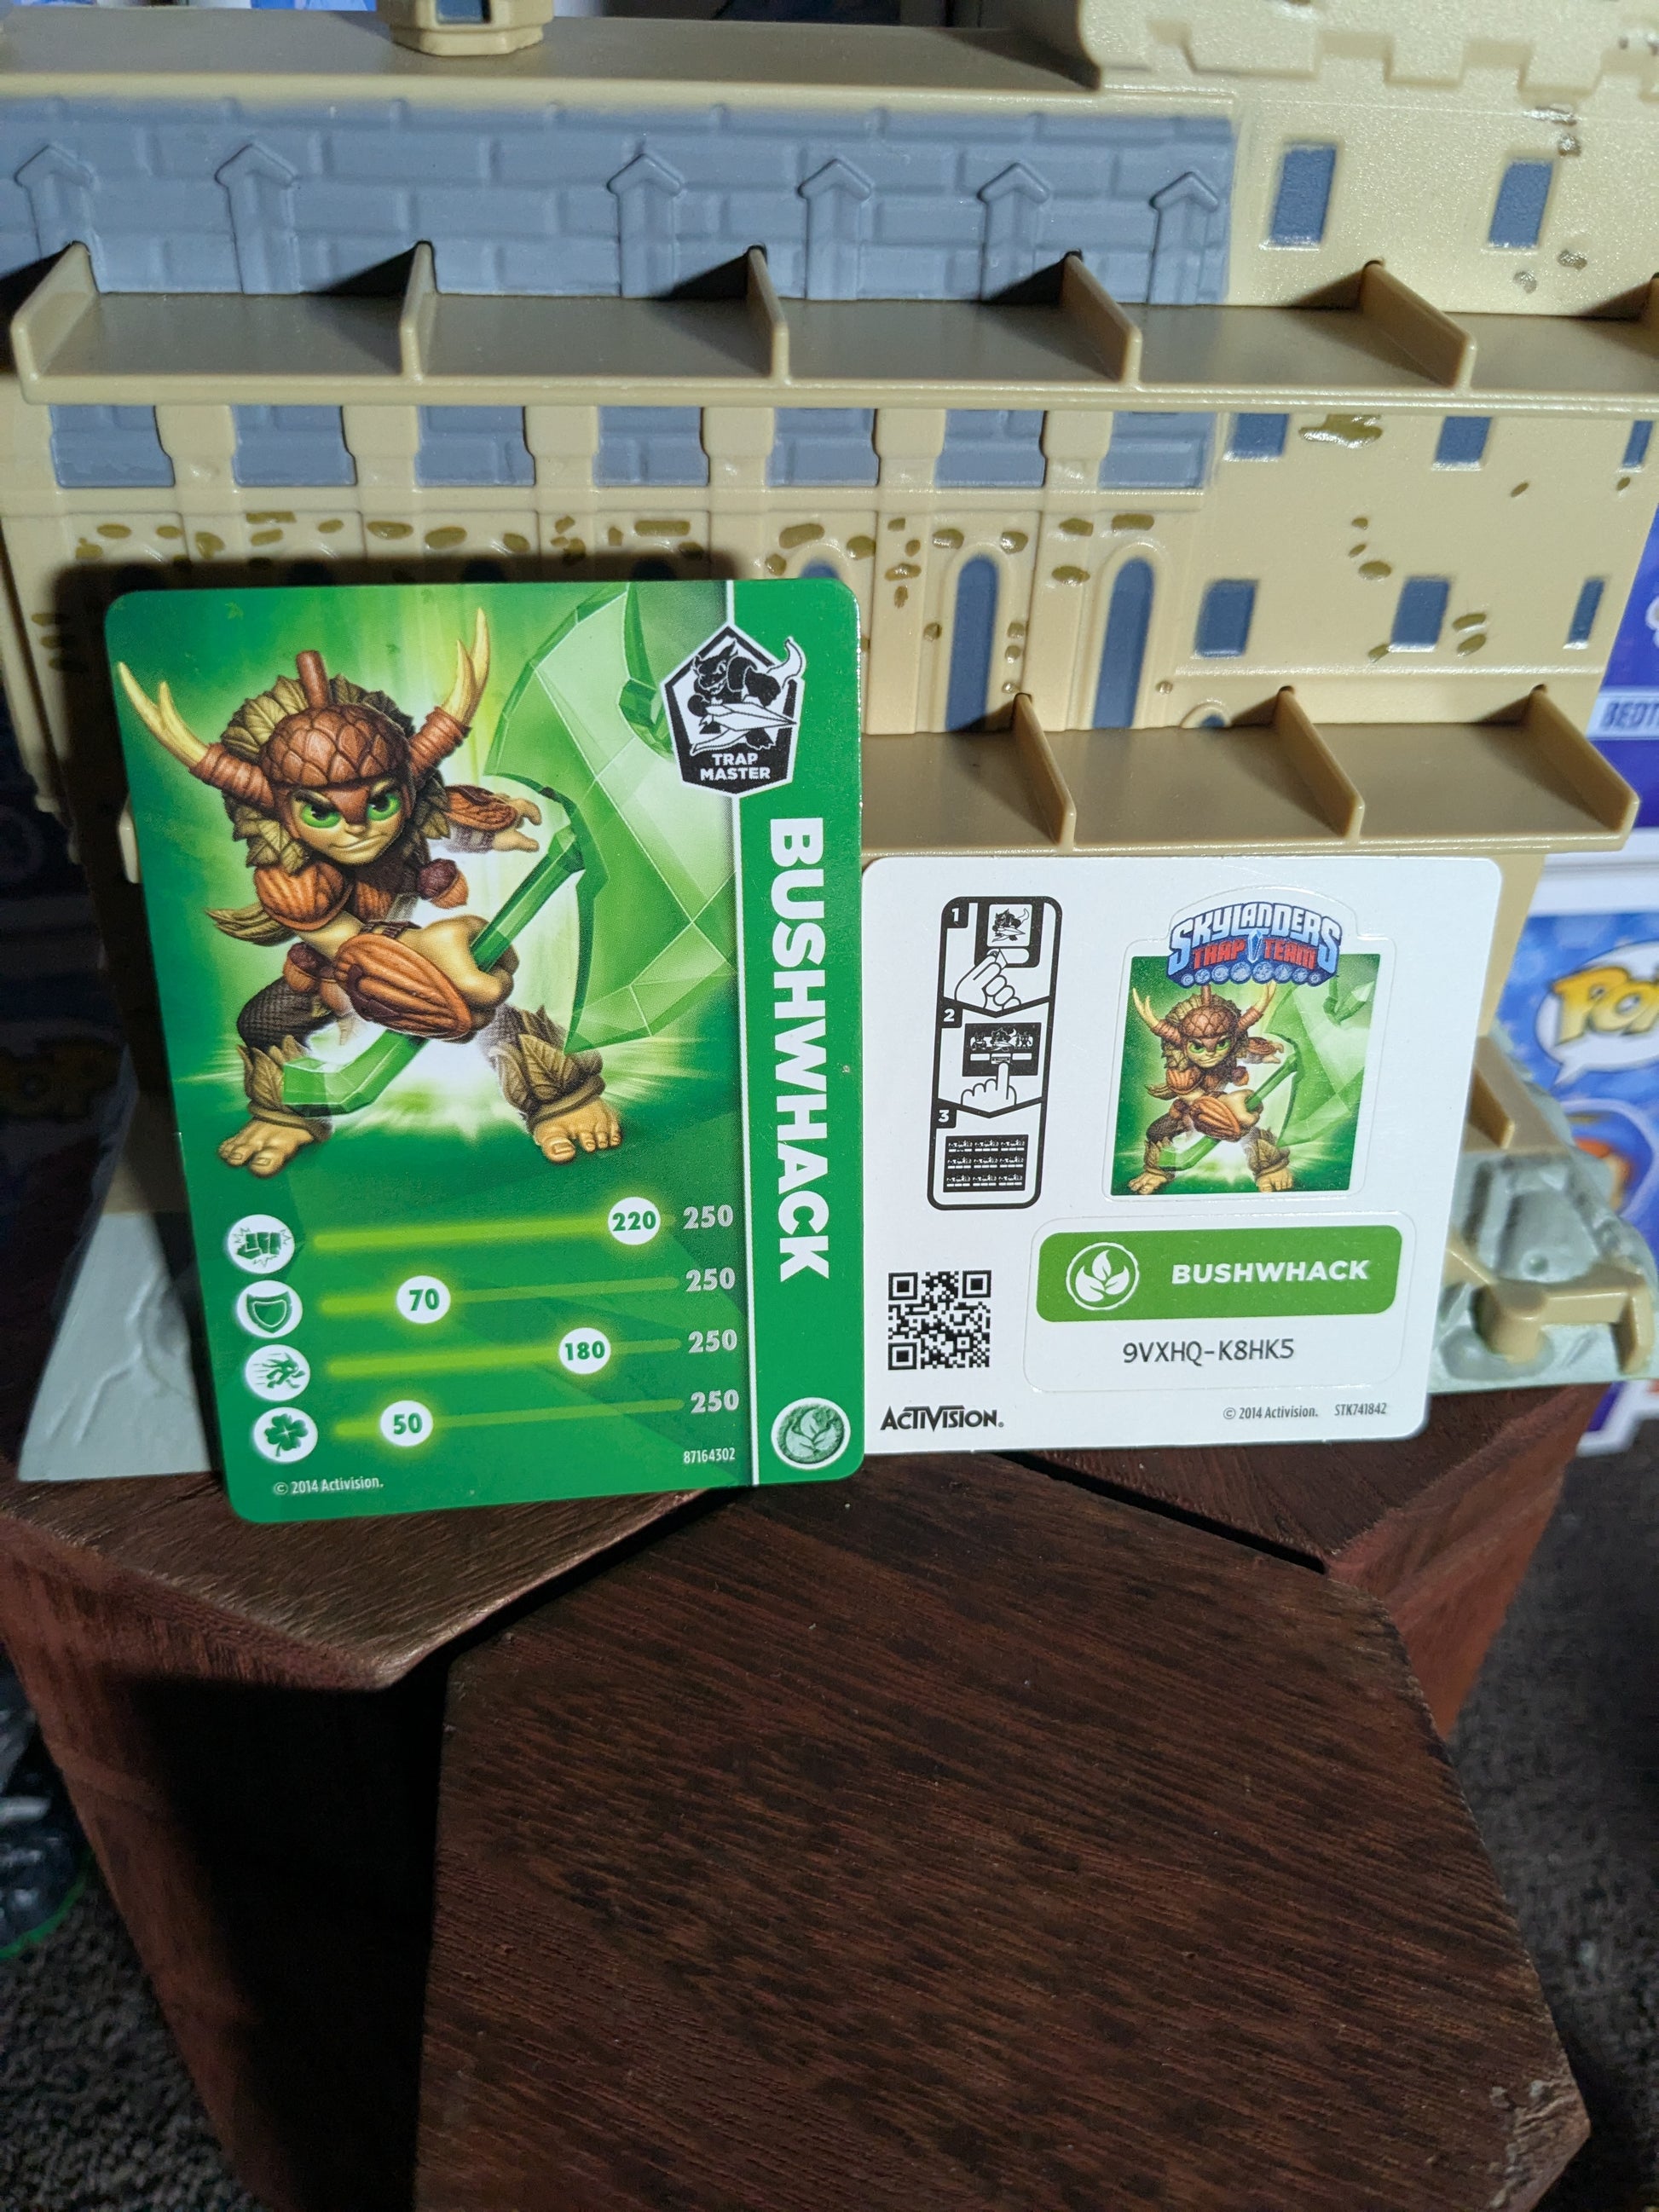 TRAP
MASTER
BUSHWHACK
220 250
70 250
180 250
50 250
87164302
© 2014 Activision.
1
2
3
SKYLANDERS
TRAP TEAM
BUSHWHACK
9VXHQ-K8HK5
ACTIVISION.
© 2014 Activision. STK741842